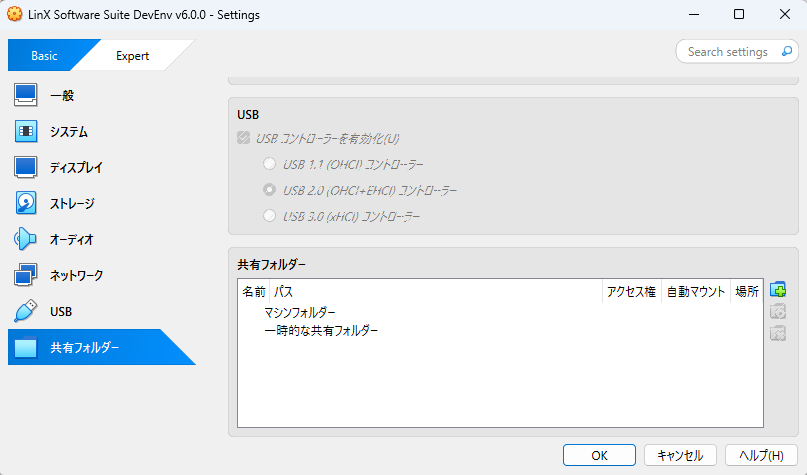 LinX Software Suite DevEnv v6.0.0 - Settings
Basic Expert Search settings
一般
システム
ディスプレイ
ストレージ
オーディオ
ネットワーク
USB
共有フォルダー
USB
USB コントローラーを有効化(U)
USB 1.1 (OHCI) コントローラー
USB 2.0 (OHCI+EHCI) コントローラー
USB 3.0 (xHCI) コントローラー
共有フォルダー
名前 パス アクセス権 自動マウント 場所
マシンフォルダー
一時的な共有フォルダー
OK キャンセル ヘルプ(H)